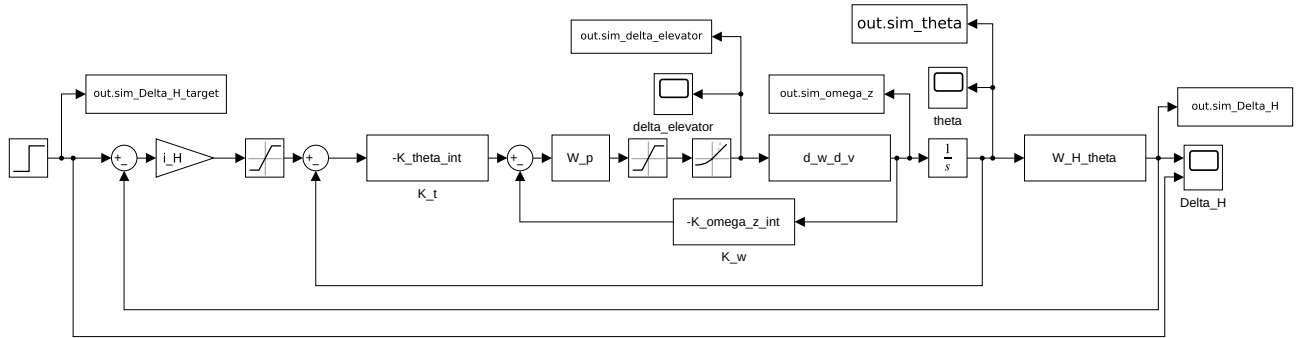 out.sim_theta
out.sim_delta_elevator
out.sim_Delta_H_target
out.sim_omega_z
out.sim_Delta_H
delta_elevator
theta
+
-
i_H
+
-
-K_theta_int
K_t
+
-
W_p
d_w_d_v
1
s
W_H_theta
Delta_H
-K_omega_z_int
K_w